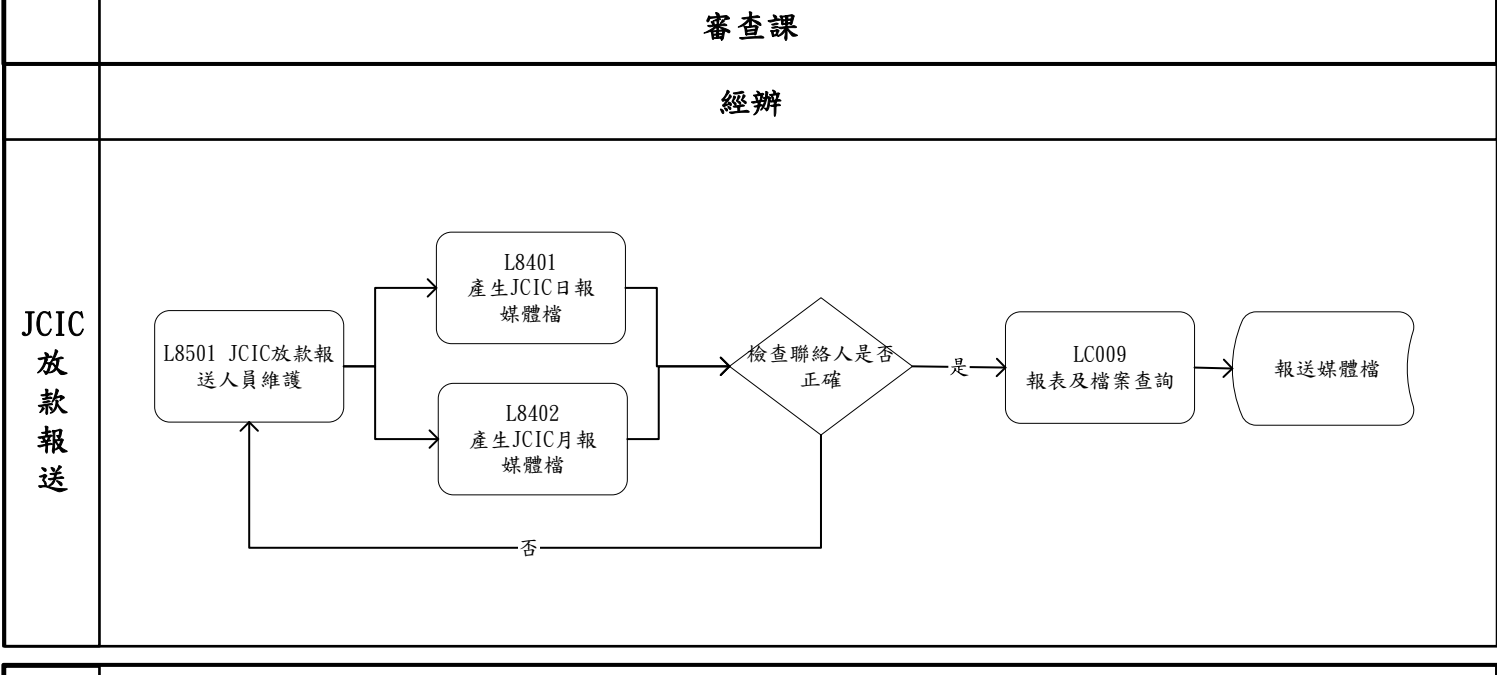 審查課
經辦
JCIC
放
款
報
送
L8501 JCIC放款報
送人員維護
L8401
產生JCIC日報
媒體檔
L8402
產生JCIC月報
媒體檔
檢查聯絡人是否
正確
是
否
LC009
報表及檔案查詢
報送媒體檔